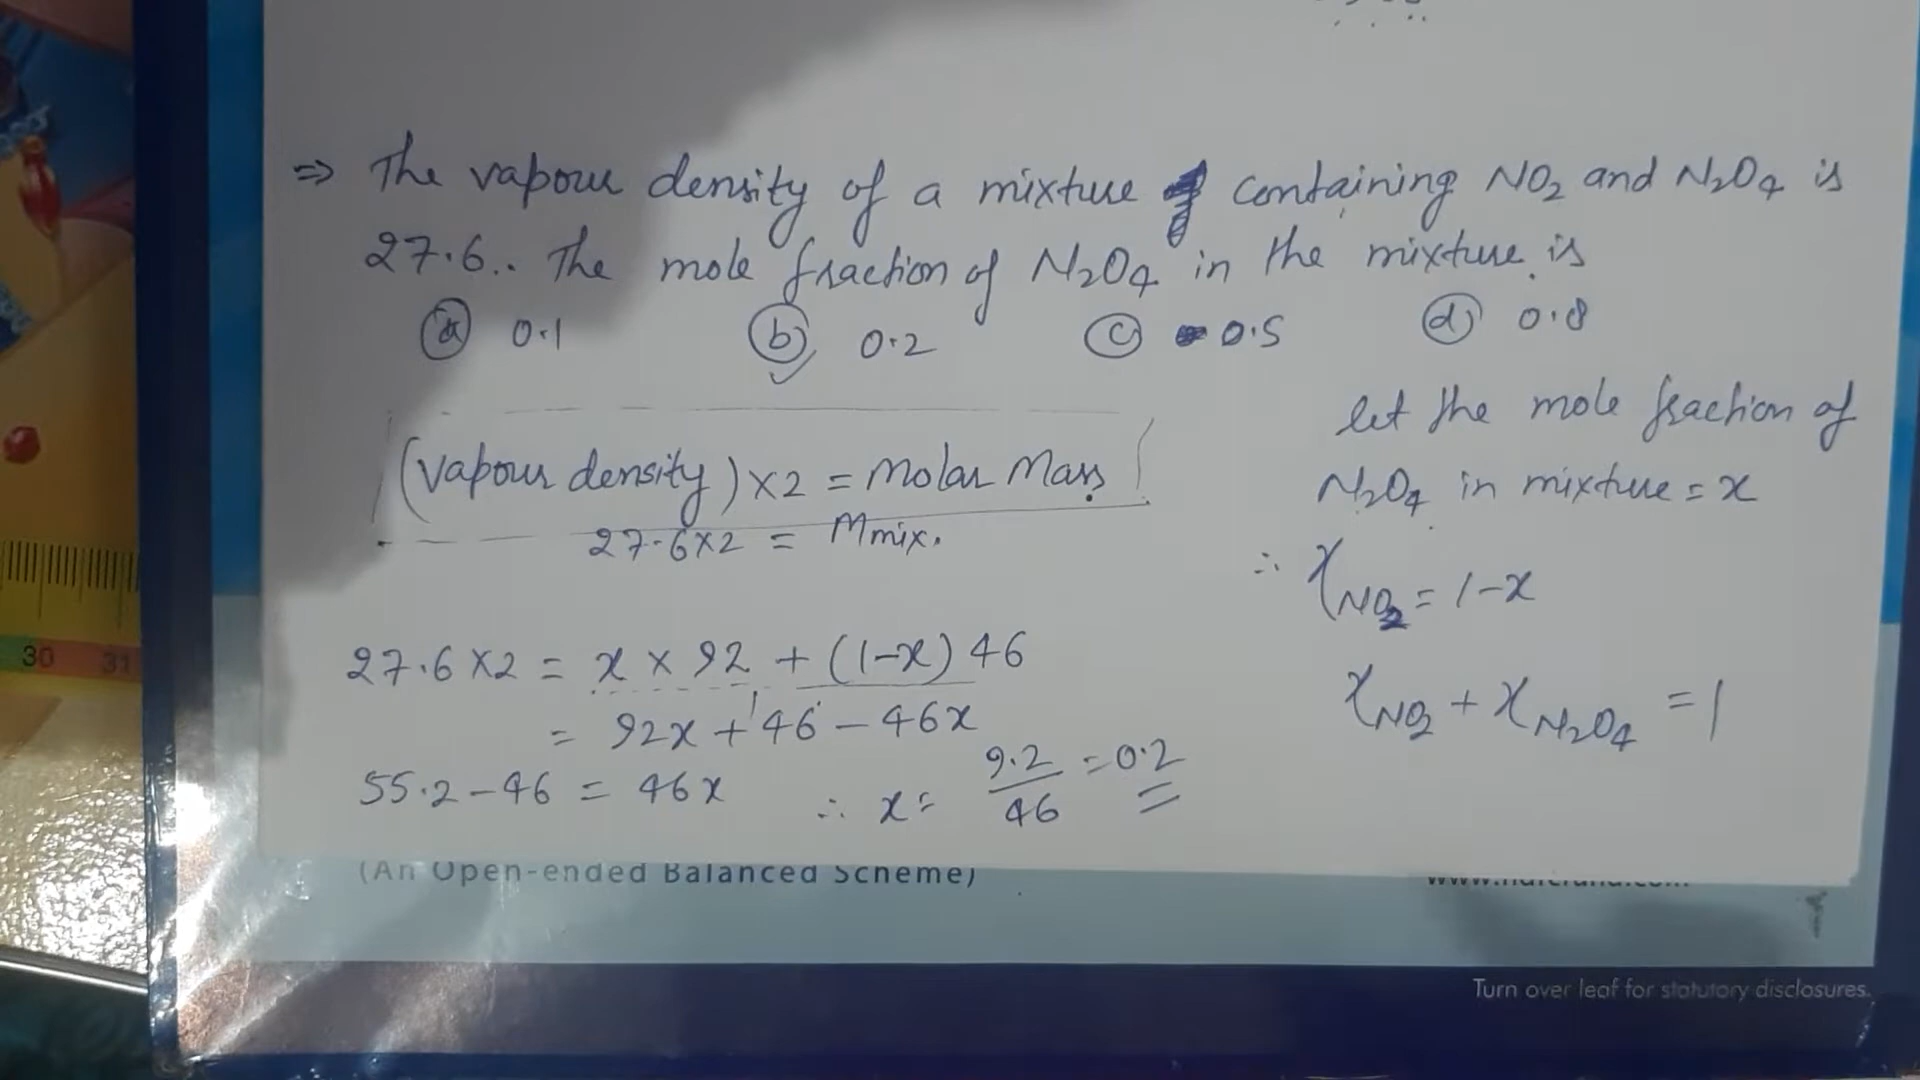 ⇒ The vapour density of a mixture containing NO₂ and N₂O₄ is
27.6.. The mole fraction of N₂O₄ in the mixture is
(a) 0.1 (b) 0.2 (c) 0.5 (d) 0.8
(vapour density) × 2 = Molar Mass
27.6×2 = Mmix.
27.6 × 2 = x × 92 + (1-x) 46
= 92x + 46 - 46x
55.2 - 46 = 46x ∴ x = 9.2/46 = 0.2
let the mole fraction of
N₂O₄ in mixture = x
∴ χNO₂ = 1-x
χNO₂ + χN₂O₄ = 1
30 31
(An Open-ended Balanced Scheme)
Turn over leaf for statutory disclosures.